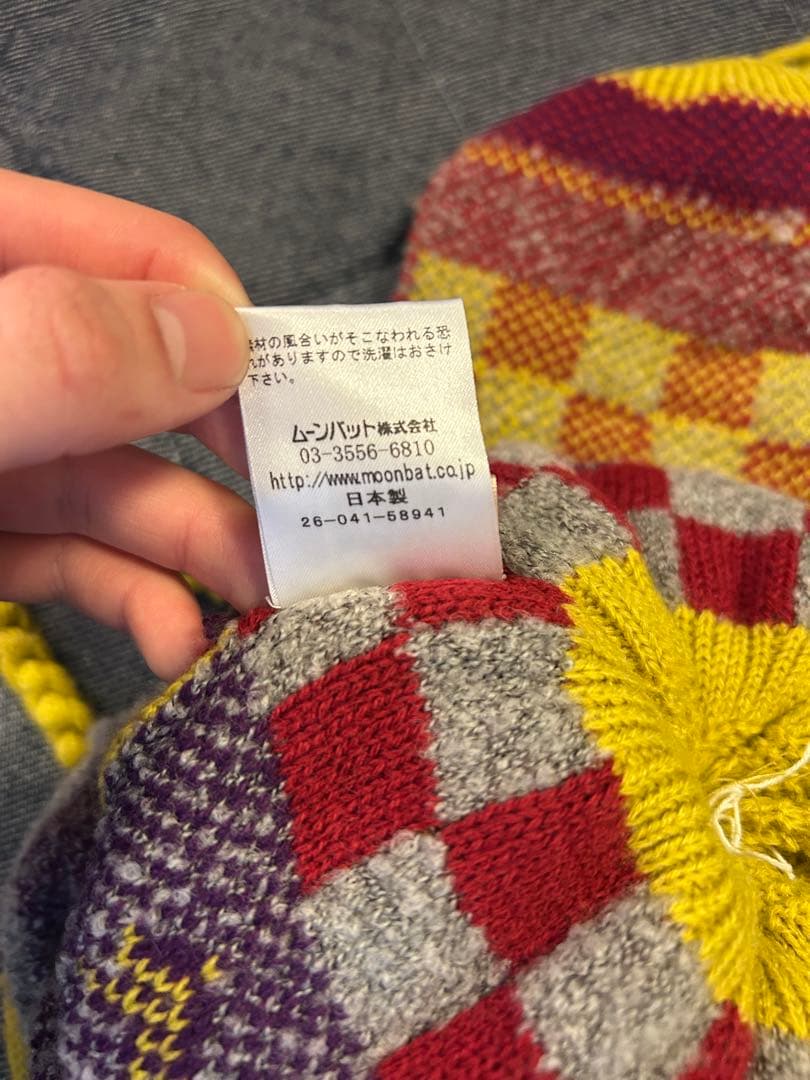 素材の風合いがそこなわれる恐
れがありますので洗濯はおさけ
下さい。
ムーンバット株式会社
03-3556-6810
http://www.moonbat.co.jp
日本製
26-041-58941